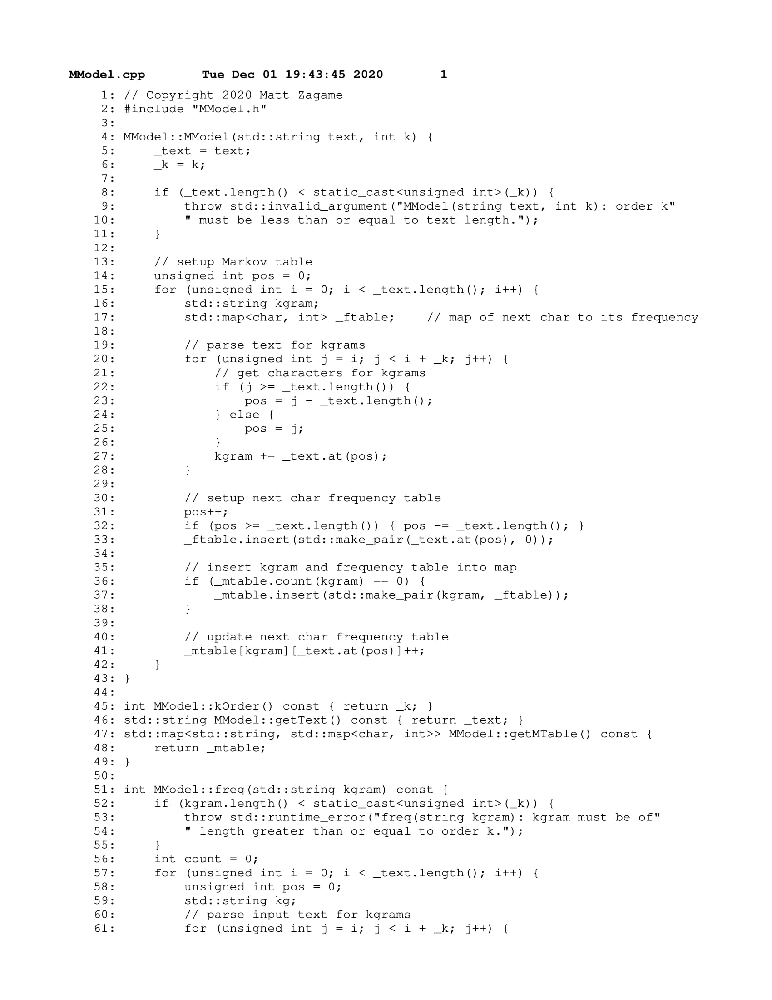 MModel.cpp Tue Dec 01 19:43:45 2020 1
1: // Copyright 2020 Matt Zagame
2: #include "MModel.h"
3:
4: MModel::MModel(std::string text, int k) {
5:     _text = text;
6:     _k = k;
7:
8:     if (_text.length() < static_cast<unsigned int>(_k)) {
9:         throw std::invalid_argument("MModel(string text, int k): order k"
10:         " must be less than or equal to text length.");
11:     }
12:
13:     // setup Markov table
14:     unsigned int pos = 0;
15:     for (unsigned int i = 0; i < _text.length(); i++) {
16:         std::string kgram;
17:         std::map<char, int> _ftable;    // map of next char to its frequency
18:
19:         // parse text for kgrams
20:         for (unsigned int j = i; j < i + _k; j++) {
21:             // get characters for kgrams
22:             if (j >= _text.length()) {
23:                 pos = j - _text.length();
24:             } else {
25:                 pos = j;
26:             }
27:             kgram += _text.at(pos);
28:         }
29:
30:         // setup next char frequency table
31:         pos++;
32:         if (pos >= _text.length()) { pos -= _text.length(); }
33:         _ftable.insert(std::make_pair(_text.at(pos), 0));
34:
35:         // insert kgram and frequency table into map
36:         if (_mtable.count(kgram) == 0) {
37:             _mtable.insert(std::make_pair(kgram, _ftable));
38:         }
39:
40:         // update next char frequency table
41:         _mtable[kgram][_text.at(pos)]++;
42:     }
43: }
44:
45: int MModel::kOrder() const { return _k; }
46: std::string MModel::getText() const { return _text; }
47: std::map<std::string, std::map<char, int>> MModel::getMTable() const {
48:     return _mtable;
49: }
50:
51: int MModel::freq(std::string kgram) const {
52:     if (kgram.length() < static_cast<unsigned int>(_k)) {
53:         throw std::runtime_error("freq(string kgram): kgram must be of"
54:         " length greater than or equal to order k.");
55:     }
56:     int count = 0;
57:     for (unsigned int i = 0; i < _text.length(); i++) {
58:         unsigned int pos = 0;
59:         std::string kg;
60:         // parse input text for kgrams
61:         for (unsigned int j = i; j < i + _k; j++) {